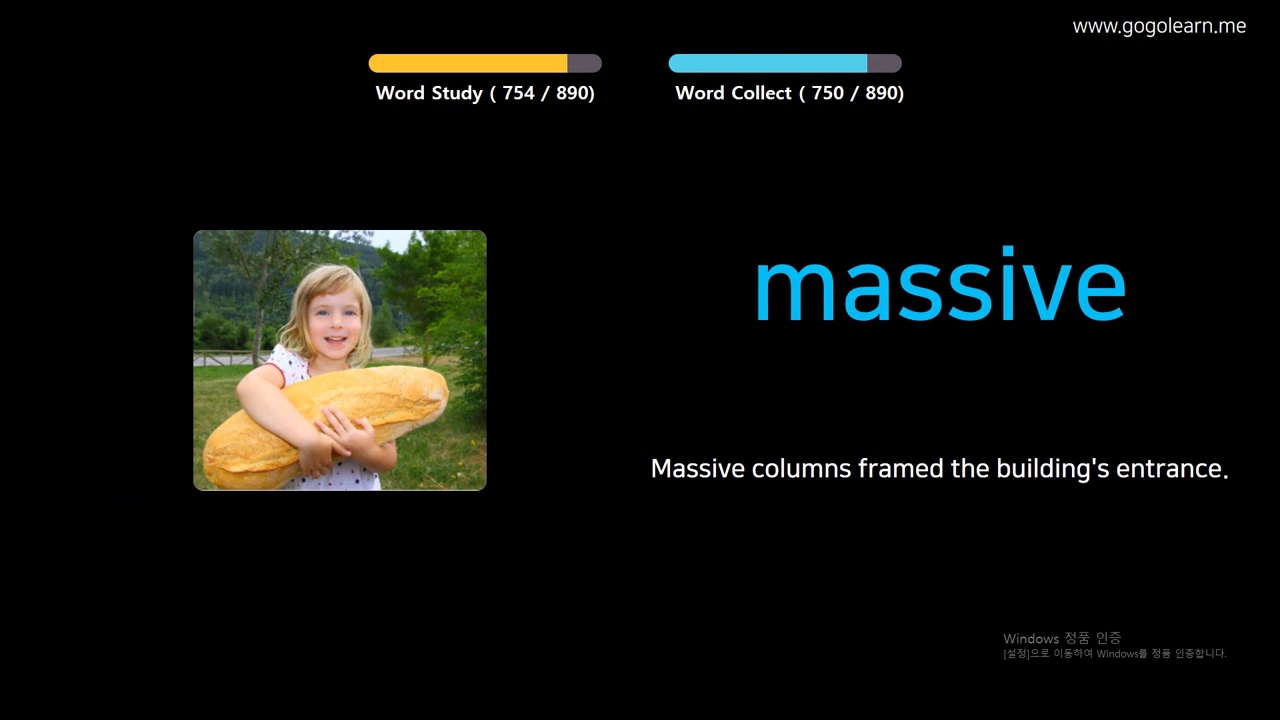 www.gogolearn.me
Word Study ( 754 / 890)
Word Collect ( 750 / 890)
massive
Massive columns framed the building's entrance.
Windows 정품 인증
[설정]으로 이동하여 Windows를 정품 인증합니다.